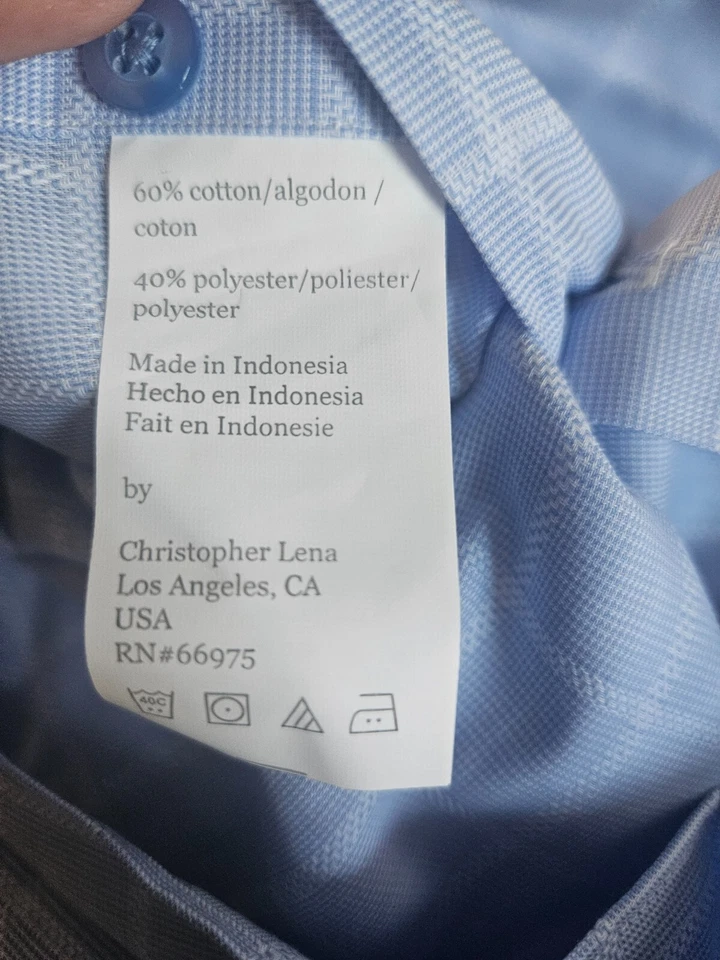 60% cotton/algodon /
coton
40% polyester/poliester/
polyester
Made in Indonesia
Hecho en Indonesia
Fait en Indonesie
by
Christopher Lena
Los Angeles, CA
USA
RN#66975
40C